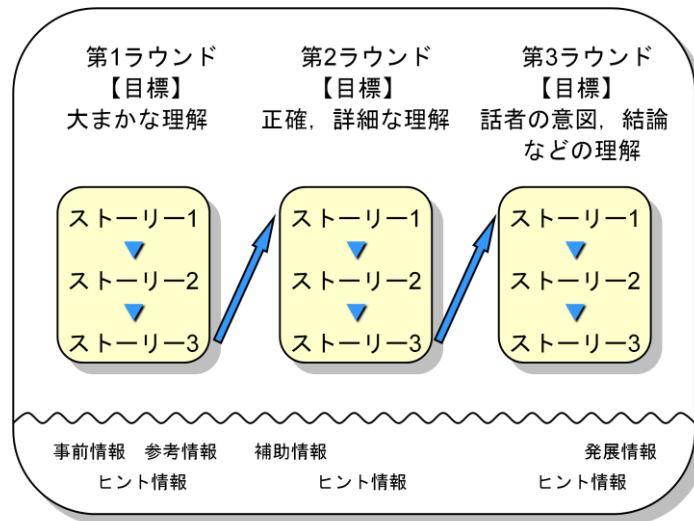 第1ラウンド
【目標】
大まかな理解
ストーリー1
ストーリー2
ストーリー3
第2ラウンド
【目標】
正確，詳細な理解
ストーリー1
ストーリー2
ストーリー3
第3ラウンド
【目標】
話者の意図，結論
などの理解
ストーリー1
ストーリー2
ストーリー3
事前情報 参考情報 補助情報 発展情報
ヒント情報 ヒント情報 ヒント情報